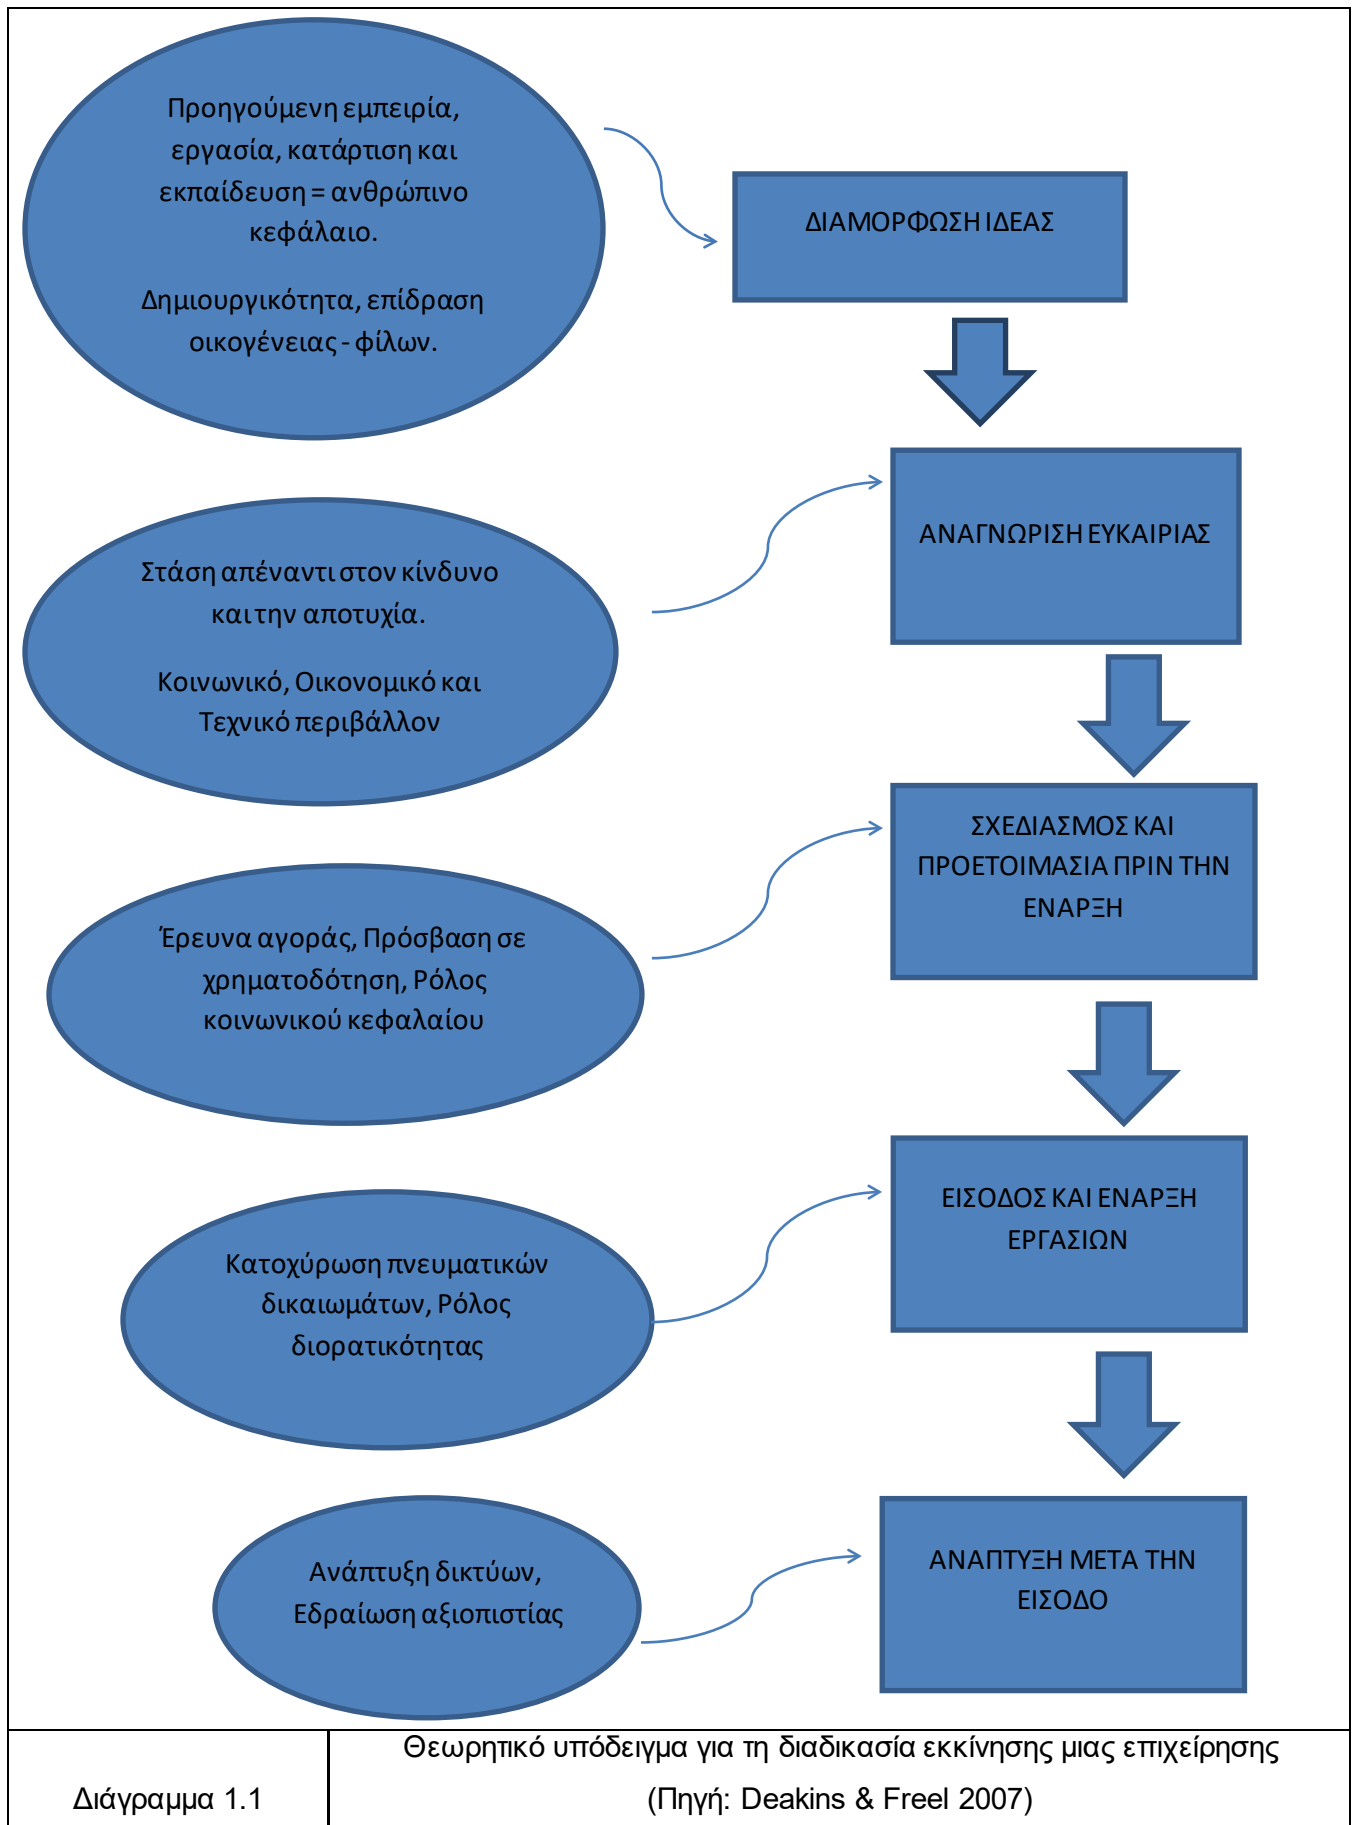 Προηγούμενη εμπειρία,
εργασία, κατάρτιση και
εκπαίδευση = ανθρώπινο
κεφάλαιο.
Δημιουργικότητα, επίδραση
οικογένειας - φίλων.
ΔΙΑΜΟΡΦΩΣΗ ΙΔΕΑΣ
Στάση απέναντι στον κίνδυνο
και την αποτυχία.
Κοινωνικό, Οικονομικό και
Τεχνικό περιβάλλον
ΑΝΑΓΝΩΡΙΣΗ ΕΥΚΑΙΡΙΑΣ
Έρευνα αγοράς, Πρόσβαση σε
χρηματοδότηση, Ρόλος
κοινωνικού κεφαλαίου
ΣΧΕΔΙΑΣΜΟΣ ΚΑΙ
ΠΡΟΕΤΟΙΜΑΣΙΑ ΠΡΙΝ ΤΗΝ
ΕΝΑΡΞΗ
Κατοχύρωση πνευματικών
δικαιωμάτων, Ρόλος
διορατικότητας
ΕΙΣΟΔΟΣ ΚΑΙ ΕΝΑΡΞΗ
ΕΡΓΑΣΙΩΝ
Ανάπτυξη δικτύων,
Εδραίωση αξιοπιστίας
ΑΝΑΠΤΥΞΗ ΜΕΤΑ ΤΗΝ
ΕΙΣΟΔΟ
Διάγραμμα 1.1
Θεωρητικό υπόδειγμα για τη διαδικασία εκκίνησης μιας επιχείρησης
(Πηγή: Deakins & Freel 2007)